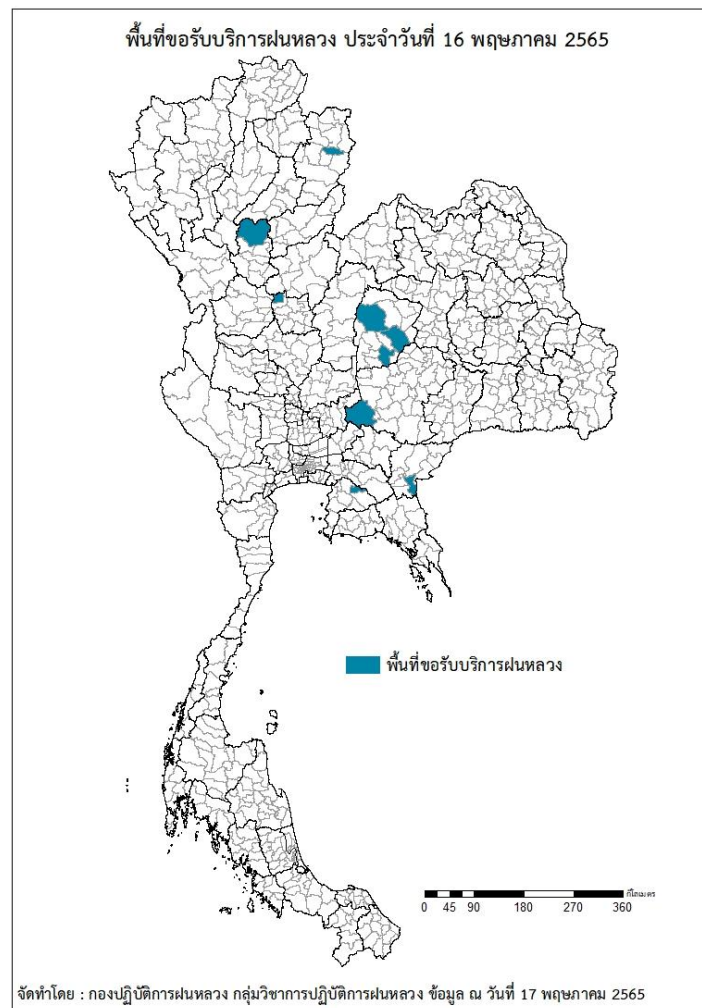 พื้นที่ขอรับบริการฝนหลวง ประจำวันที่ 16 พฤษภาคม 2565
พื้นที่ขอรับบริการฝนหลวง
กิโลเมตร
0 45 90 180 270 360
จัดทำโดย : กองปฏิบัติการฝนหลวง กลุ่มวิชาการปฏิบัติการฝนหลวง ข้อมูล ณ วันที่ 17 พฤษภาคม 2565